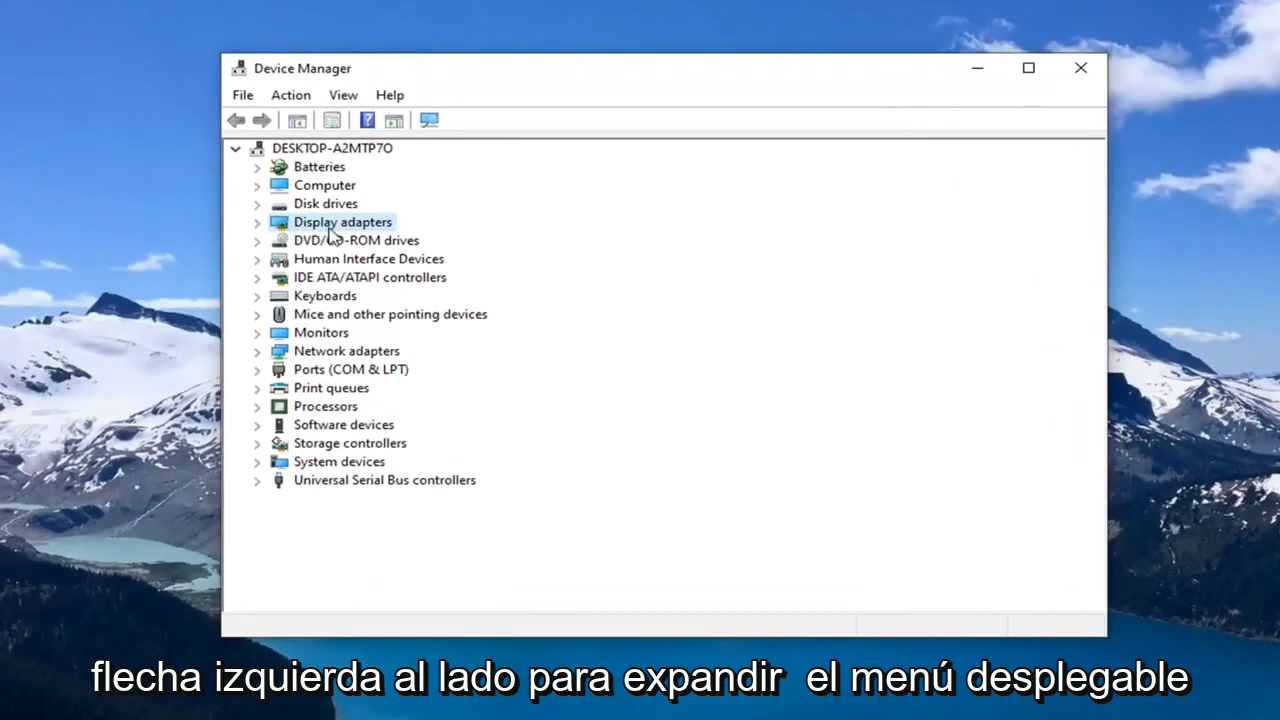 Device Manager
File Action View Help
DESKTOP-A2MTP7O
Batteries
Computer
Disk drives
Display adapters
DVD/CD-ROM drives
Human Interface Devices
IDE ATA/ATAPI controllers
Keyboards
Mice and other pointing devices
Monitors
Network adapters
Ports (COM & LPT)
Print queues
Processors
Software devices
Storage controllers
System devices
Universal Serial Bus controllers
flecha izquierda al lado para expandir el menú desplegable